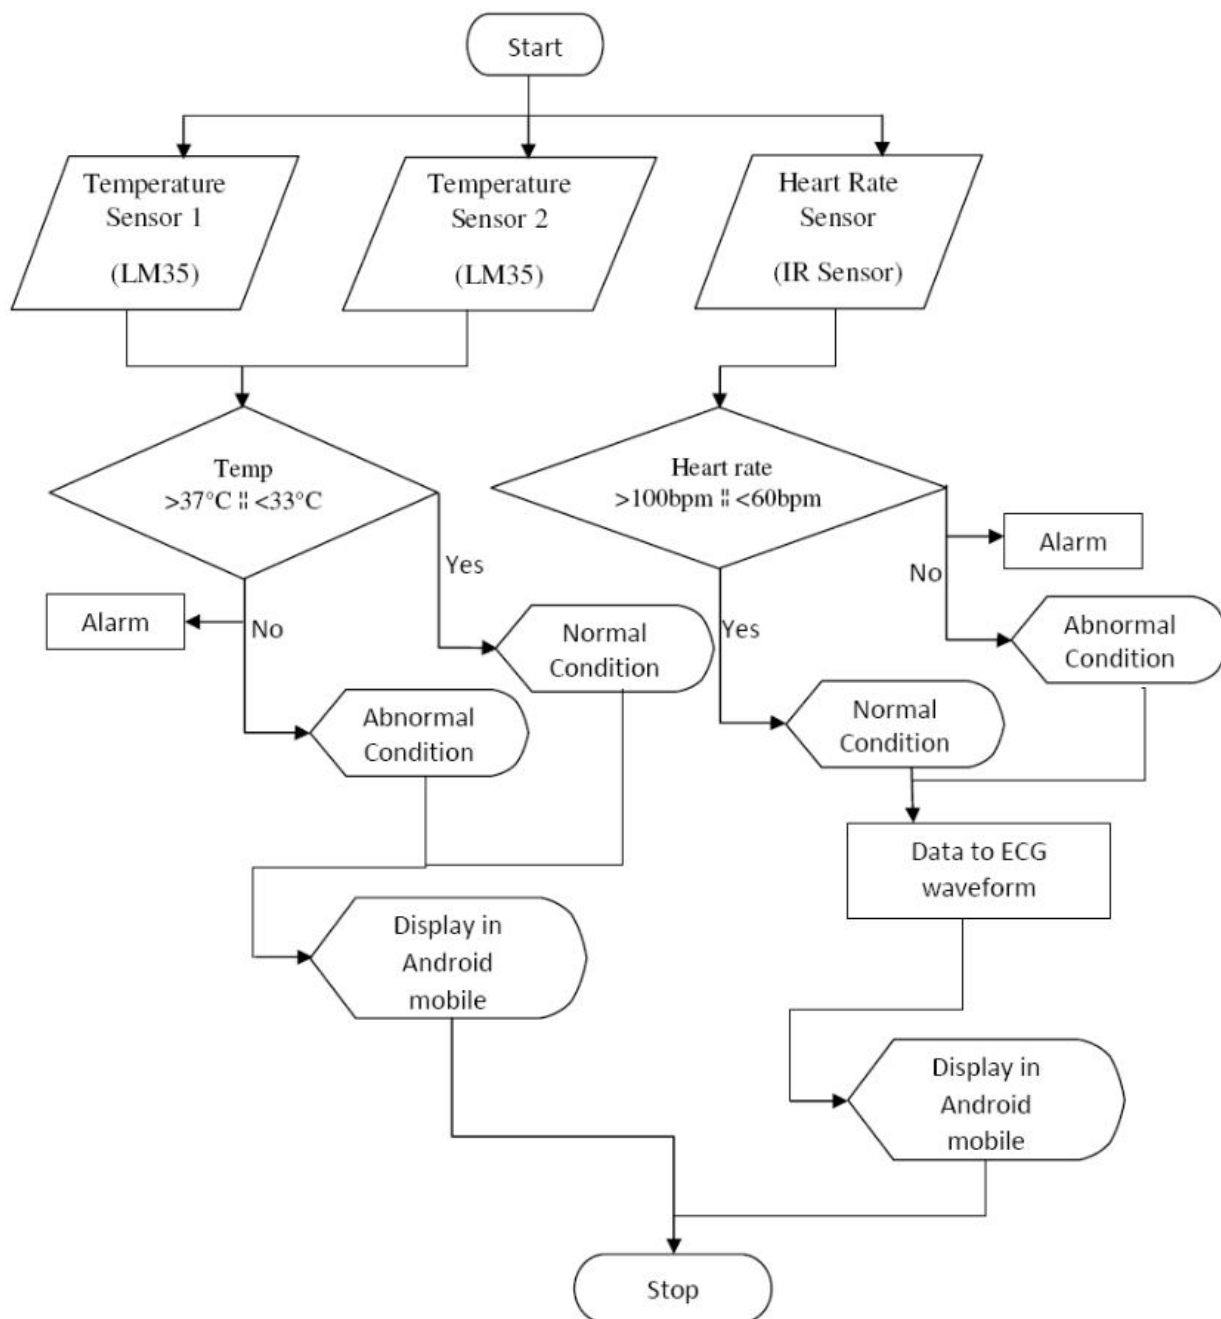 Start
Temperature
Sensor 1
(LM35)
Temperature
Sensor 2
(LM35)
Heart Rate
Sensor
(IR Sensor)
Temp
>37°C ¦¦ <33°C
Heart rate
>100bpm ¦¦ <60bpm
Alarm
Yes
No
Alarm
No
Yes
Normal
Condition
Abnormal
Condition
Abnormal
Condition
Normal
Condition
Data to ECG
waveform
Display in
Android
mobile
Display in
Android
mobile
Stop